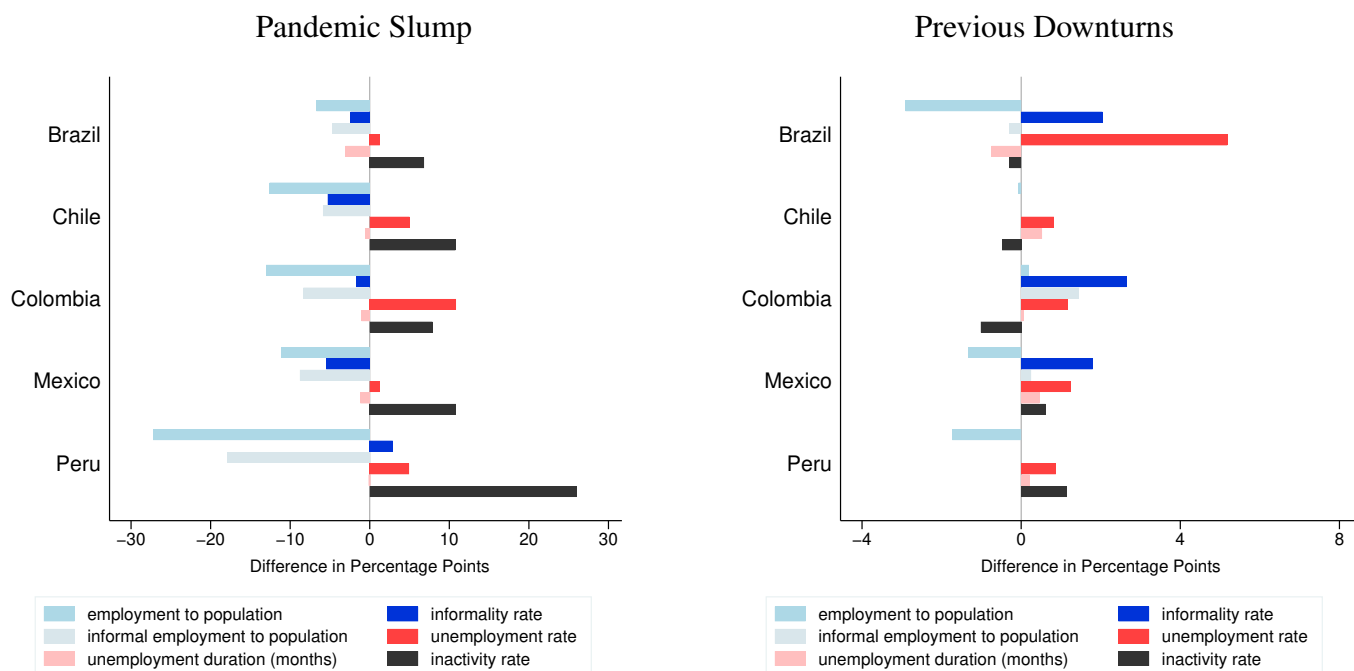 Pandemic Slump
Brazil
Chile
Colombia
Mexico
Peru
−30 −20 −10 0 10 20 30
Difference in Percentage Points
employment to population informality rate
informal employment to population unemployment rate
unemployment duration (months) inactivity rate
Previous Downturns
Brazil
Chile
Colombia
Mexico
Peru
−4 0 4 8
Difference in Percentage Points
employment to population informality rate
informal employment to population unemployment rate
unemployment duration (months) inactivity rate